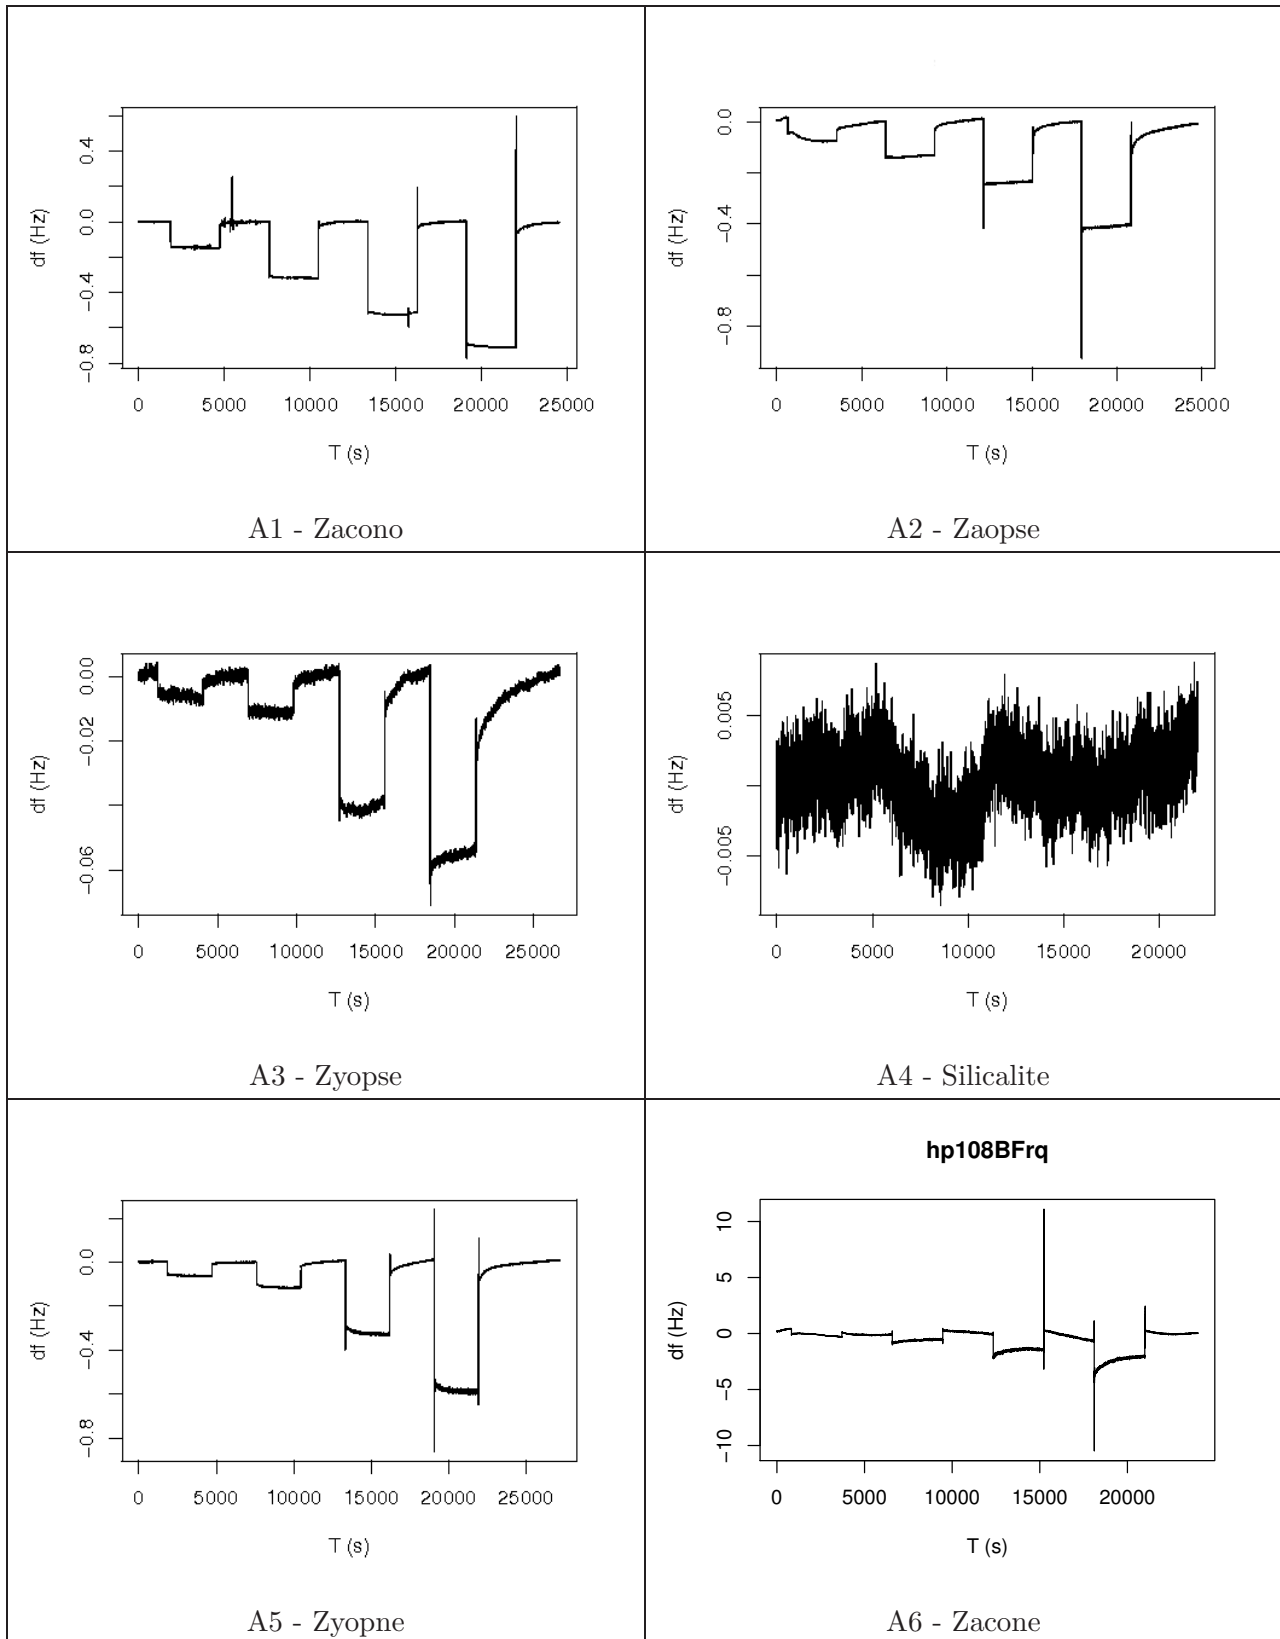 df (Hz)
0.4
0.0
−0.4
−0.8
0 5000 10000 15000 20000 25000
T (s)
A1 - Zacono
df (Hz)
0.0
−0.4
−0.8
0 5000 10000 15000 20000 25000
T (s)
A2 - Zaopse
df (Hz)
0.00
−0.02
−0.06
0 5000 10000 15000 20000 25000
T (s)
A3 - Zyopse
df (Hz)
0.005
−0.005
0 5000 10000 15000 20000
T (s)
A4 - Silicalite
df (Hz)
0.0
−0.4
−0.8
0 5000 10000 15000 20000 25000
T (s)
A5 - Zyopne
hp108BFrq
df (Hz)
10
5
0
−5
−10
0 5000 10000 15000 20000
T (s)
A6 - Zacone